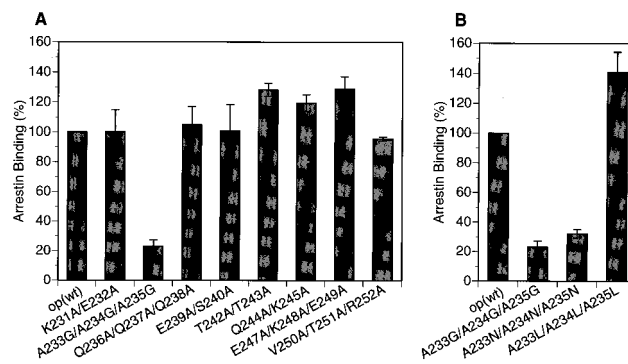 A
Arrestin Binding (%)
160
140
120
100
80
60
40
20
0
op(wt)
K231A/E232A
A233G/A234G/A235G
Q236A/Q237A/Q238A
E239A/S240A
T242A/T243A
Q244A/K245A
E247A/K248A/E249A
V250A/T251A/R252A
B
Arrestin Binding (%)
160
140
120
100
80
60
40
20
0
op(wt)
A233G/A234G/A235G
A233N/A234N/A235N
A233L/A234L/A235L